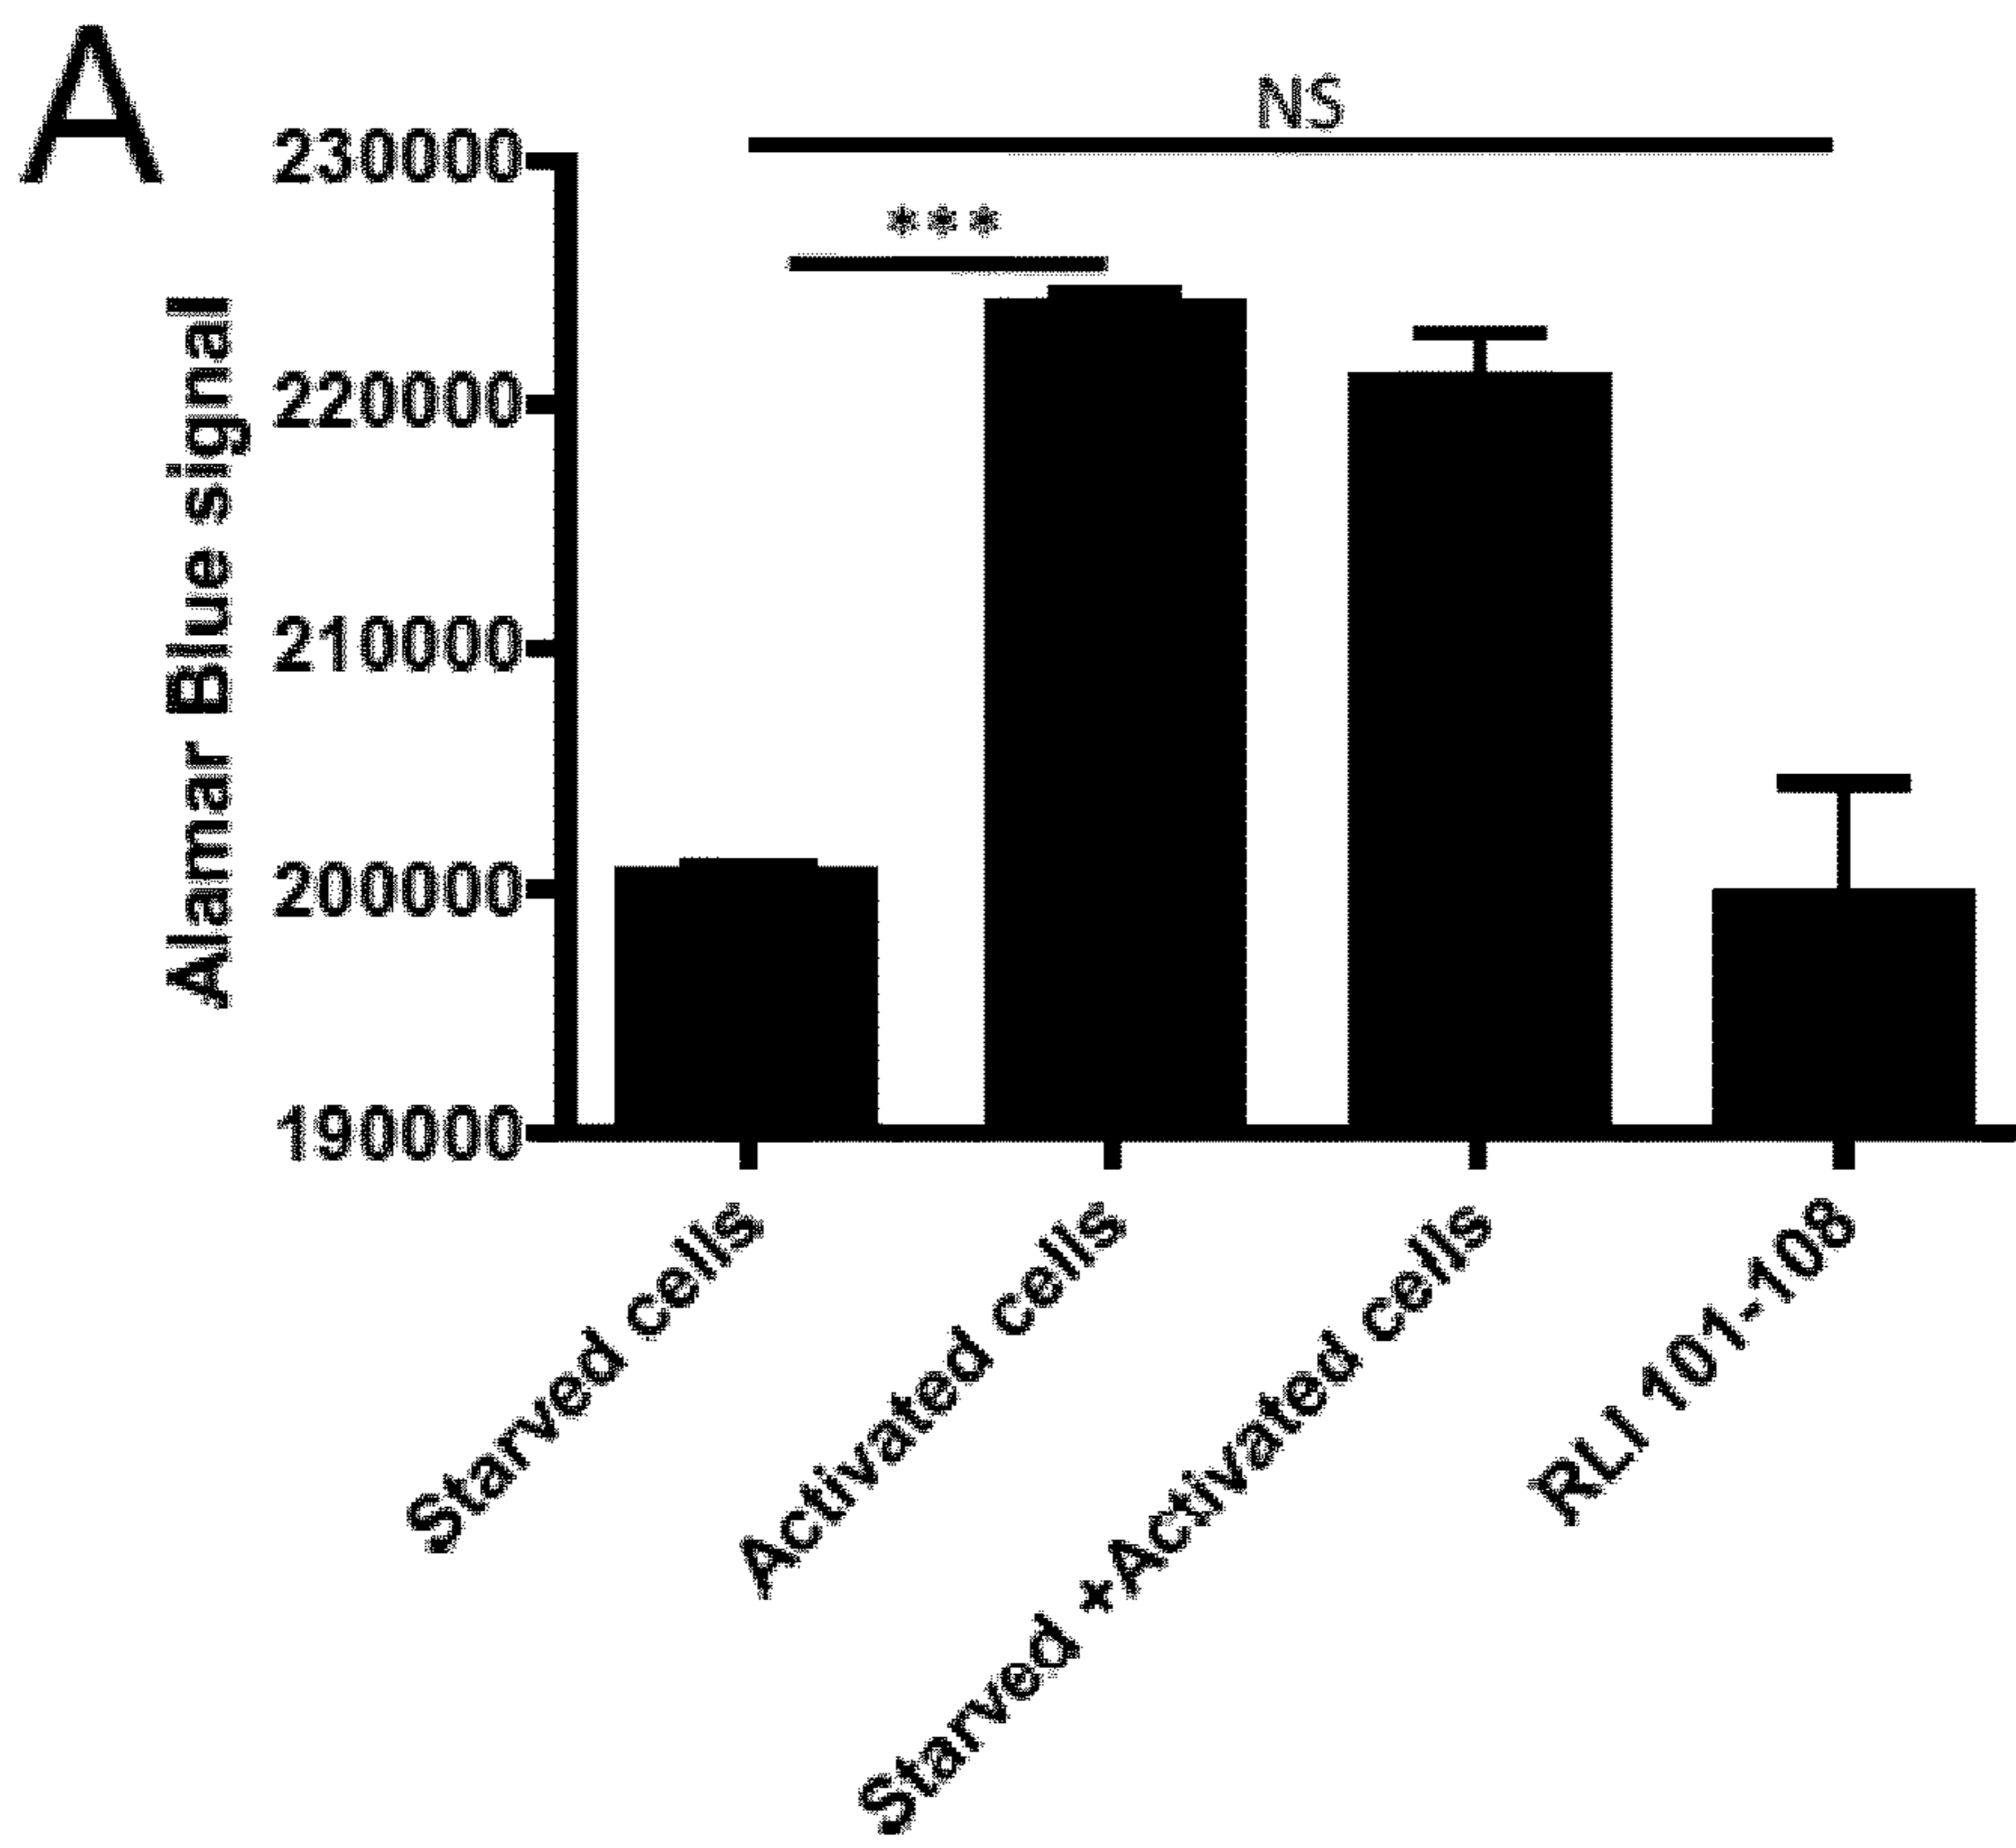 A
NS
***
230000
220000
210000
200000
190000
Alamar Blue signal
Starved cells
Activated cells
Starved +Activated cells
RLI 101-108